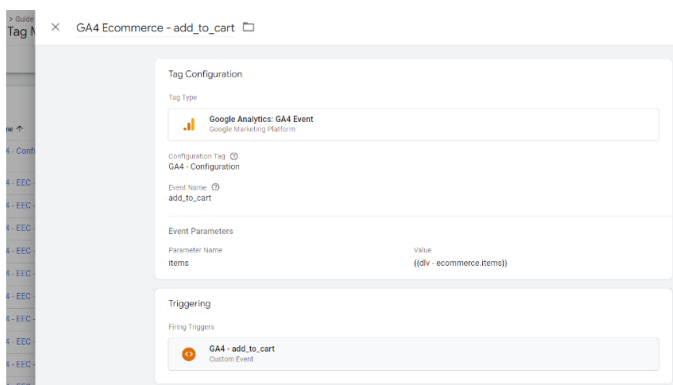 > Guide
Tag M
GA4 Ecommerce - add_to_cart
Tag Configuration
Tag Type
Google Analytics: GA4 Event
Google Marketing Platform
me
Configuration Tag
GA4 - Configuration
4 - Confi
Event Name
add_to_cart
4 - EEC -
4 - EEC -
4 - EEC -
Event Parameters
4 - EEC -
Parameter Name Value
items {{dlv - ecommerce.items}}
4 - EEC -
4 - EEC -
Triggering
4 - EEC -
Firing Triggers
4 - EEC -
GA4 - add_to_cart
Custom Event
4 - EEC -